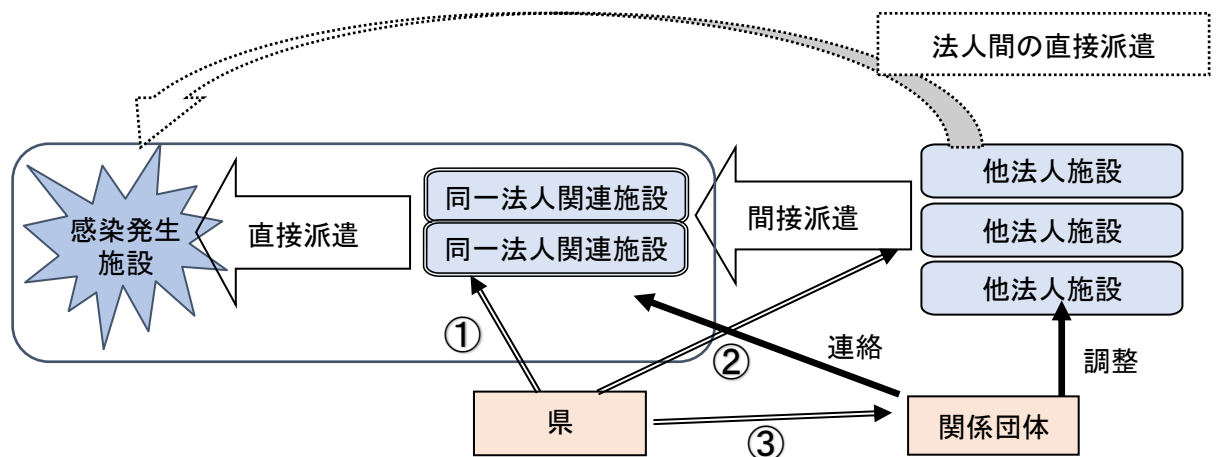 法人間の直接派遣
他法人施設
他法人施設
他法人施設
間接派遣
同一法人関連施設
同一法人関連施設
直接派遣
感染発生
施設
①
②
連絡
調整
県
③
関係団体